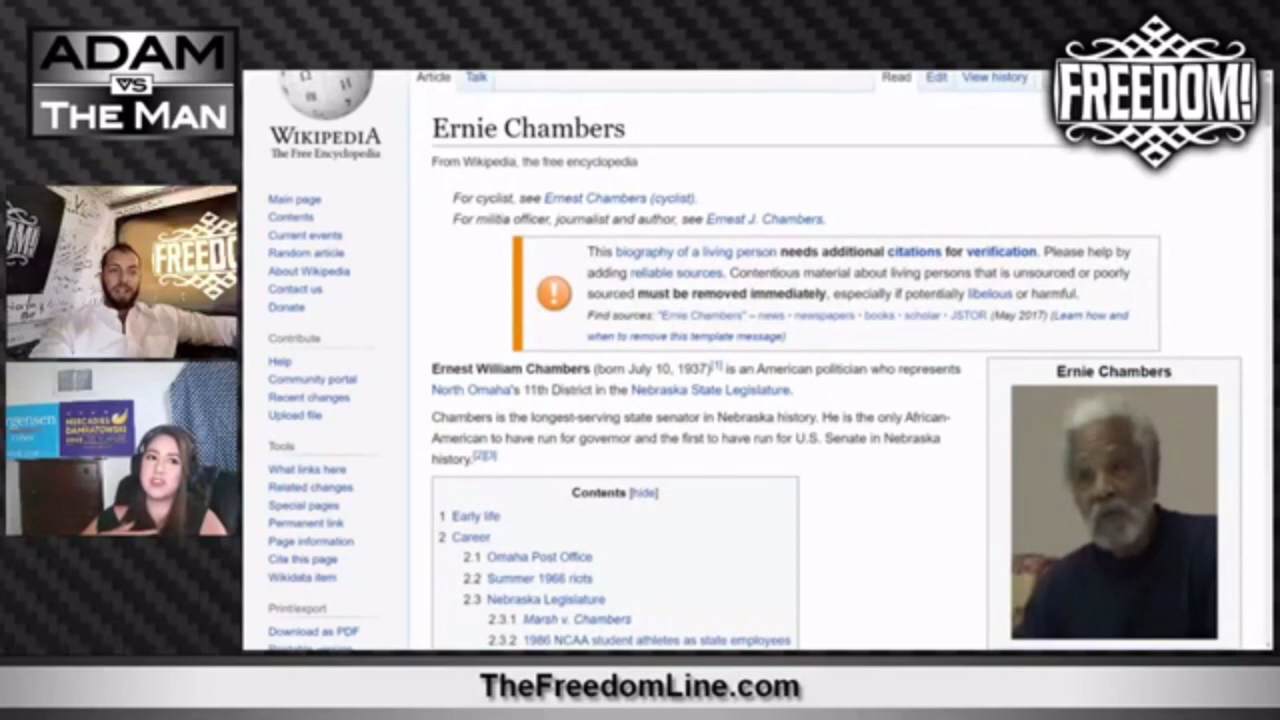 ADAM
VS
THE MAN
FREEDOM!
WIKIPEDIA
The Free Encyclopedia
Main page
Contents
Current events
Random article
About Wikipedia
Contact us
Donate
Contribute
Help
Community portal
Recent changes
Upload file
Tools
What links here
Related changes
Special pages
Permanent link
Page information
Cite this page
Wikidata item
Print/export
Download as PDF
Article Talk
Read Edit View history
Ernie Chambers
From Wikipedia, the free encyclopedia
For cyclist, see Ernest Chambers (cyclist).
For militia officer, journalist and author, see Ernest J. Chambers.
This biography of a living person needs additional citations for verification. Please help by
adding reliable sources. Contentious material about living persons that is unsourced or poorly
sourced must be removed immediately, especially if potentially libelous or harmful.
Find sources: "Ernie Chambers" – news · newspapers · books · scholar · JSTOR (May 2017) (Learn how and
when to remove this template message)
Ernest William Chambers (born July 10, 1937)[1] is an American politician who represents
North Omaha's 11th District in the Nebraska State Legislature.
Chambers is the longest-serving state senator in Nebraska history. He is the only African-
American to have run for governor and the first to have run for U.S. Senate in Nebraska
history.[2][3]
Ernie Chambers
Contents [hide]
1 Early life
2 Career
2.1 Omaha Post Office
2.2 Summer 1966 riots
2.3 Nebraska Legislature
2.3.1 Marsh v. Chambers
2.3.2 1986 NCAA student athletes as state employees
TheFreedomLine.com